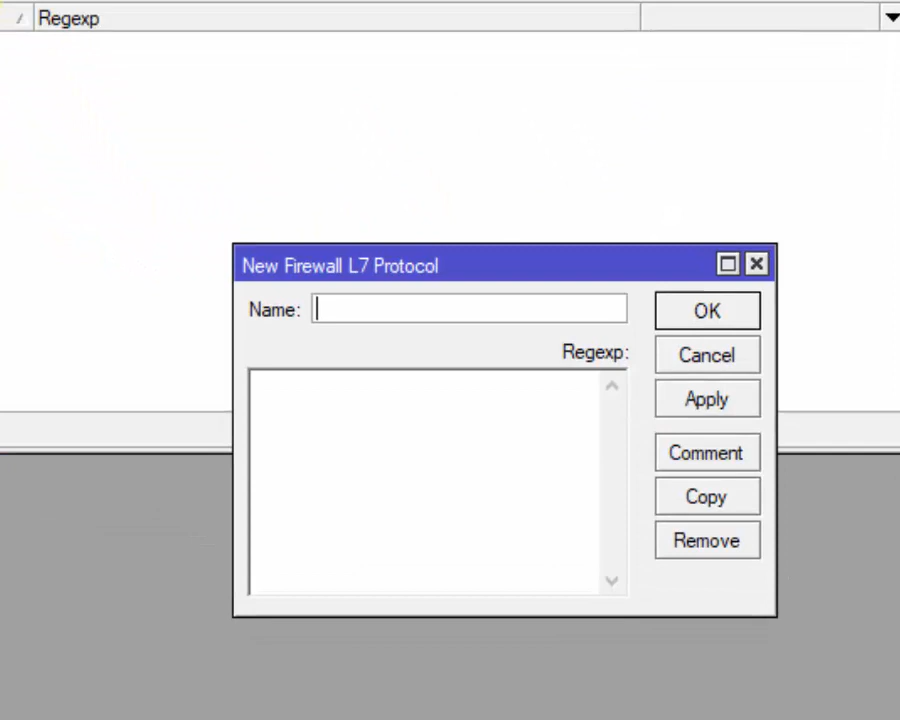 Regexp
New Firewall L7 Protocol
Name:
OK
Regexp:
Cancel
Apply
Comment
Copy
Remove